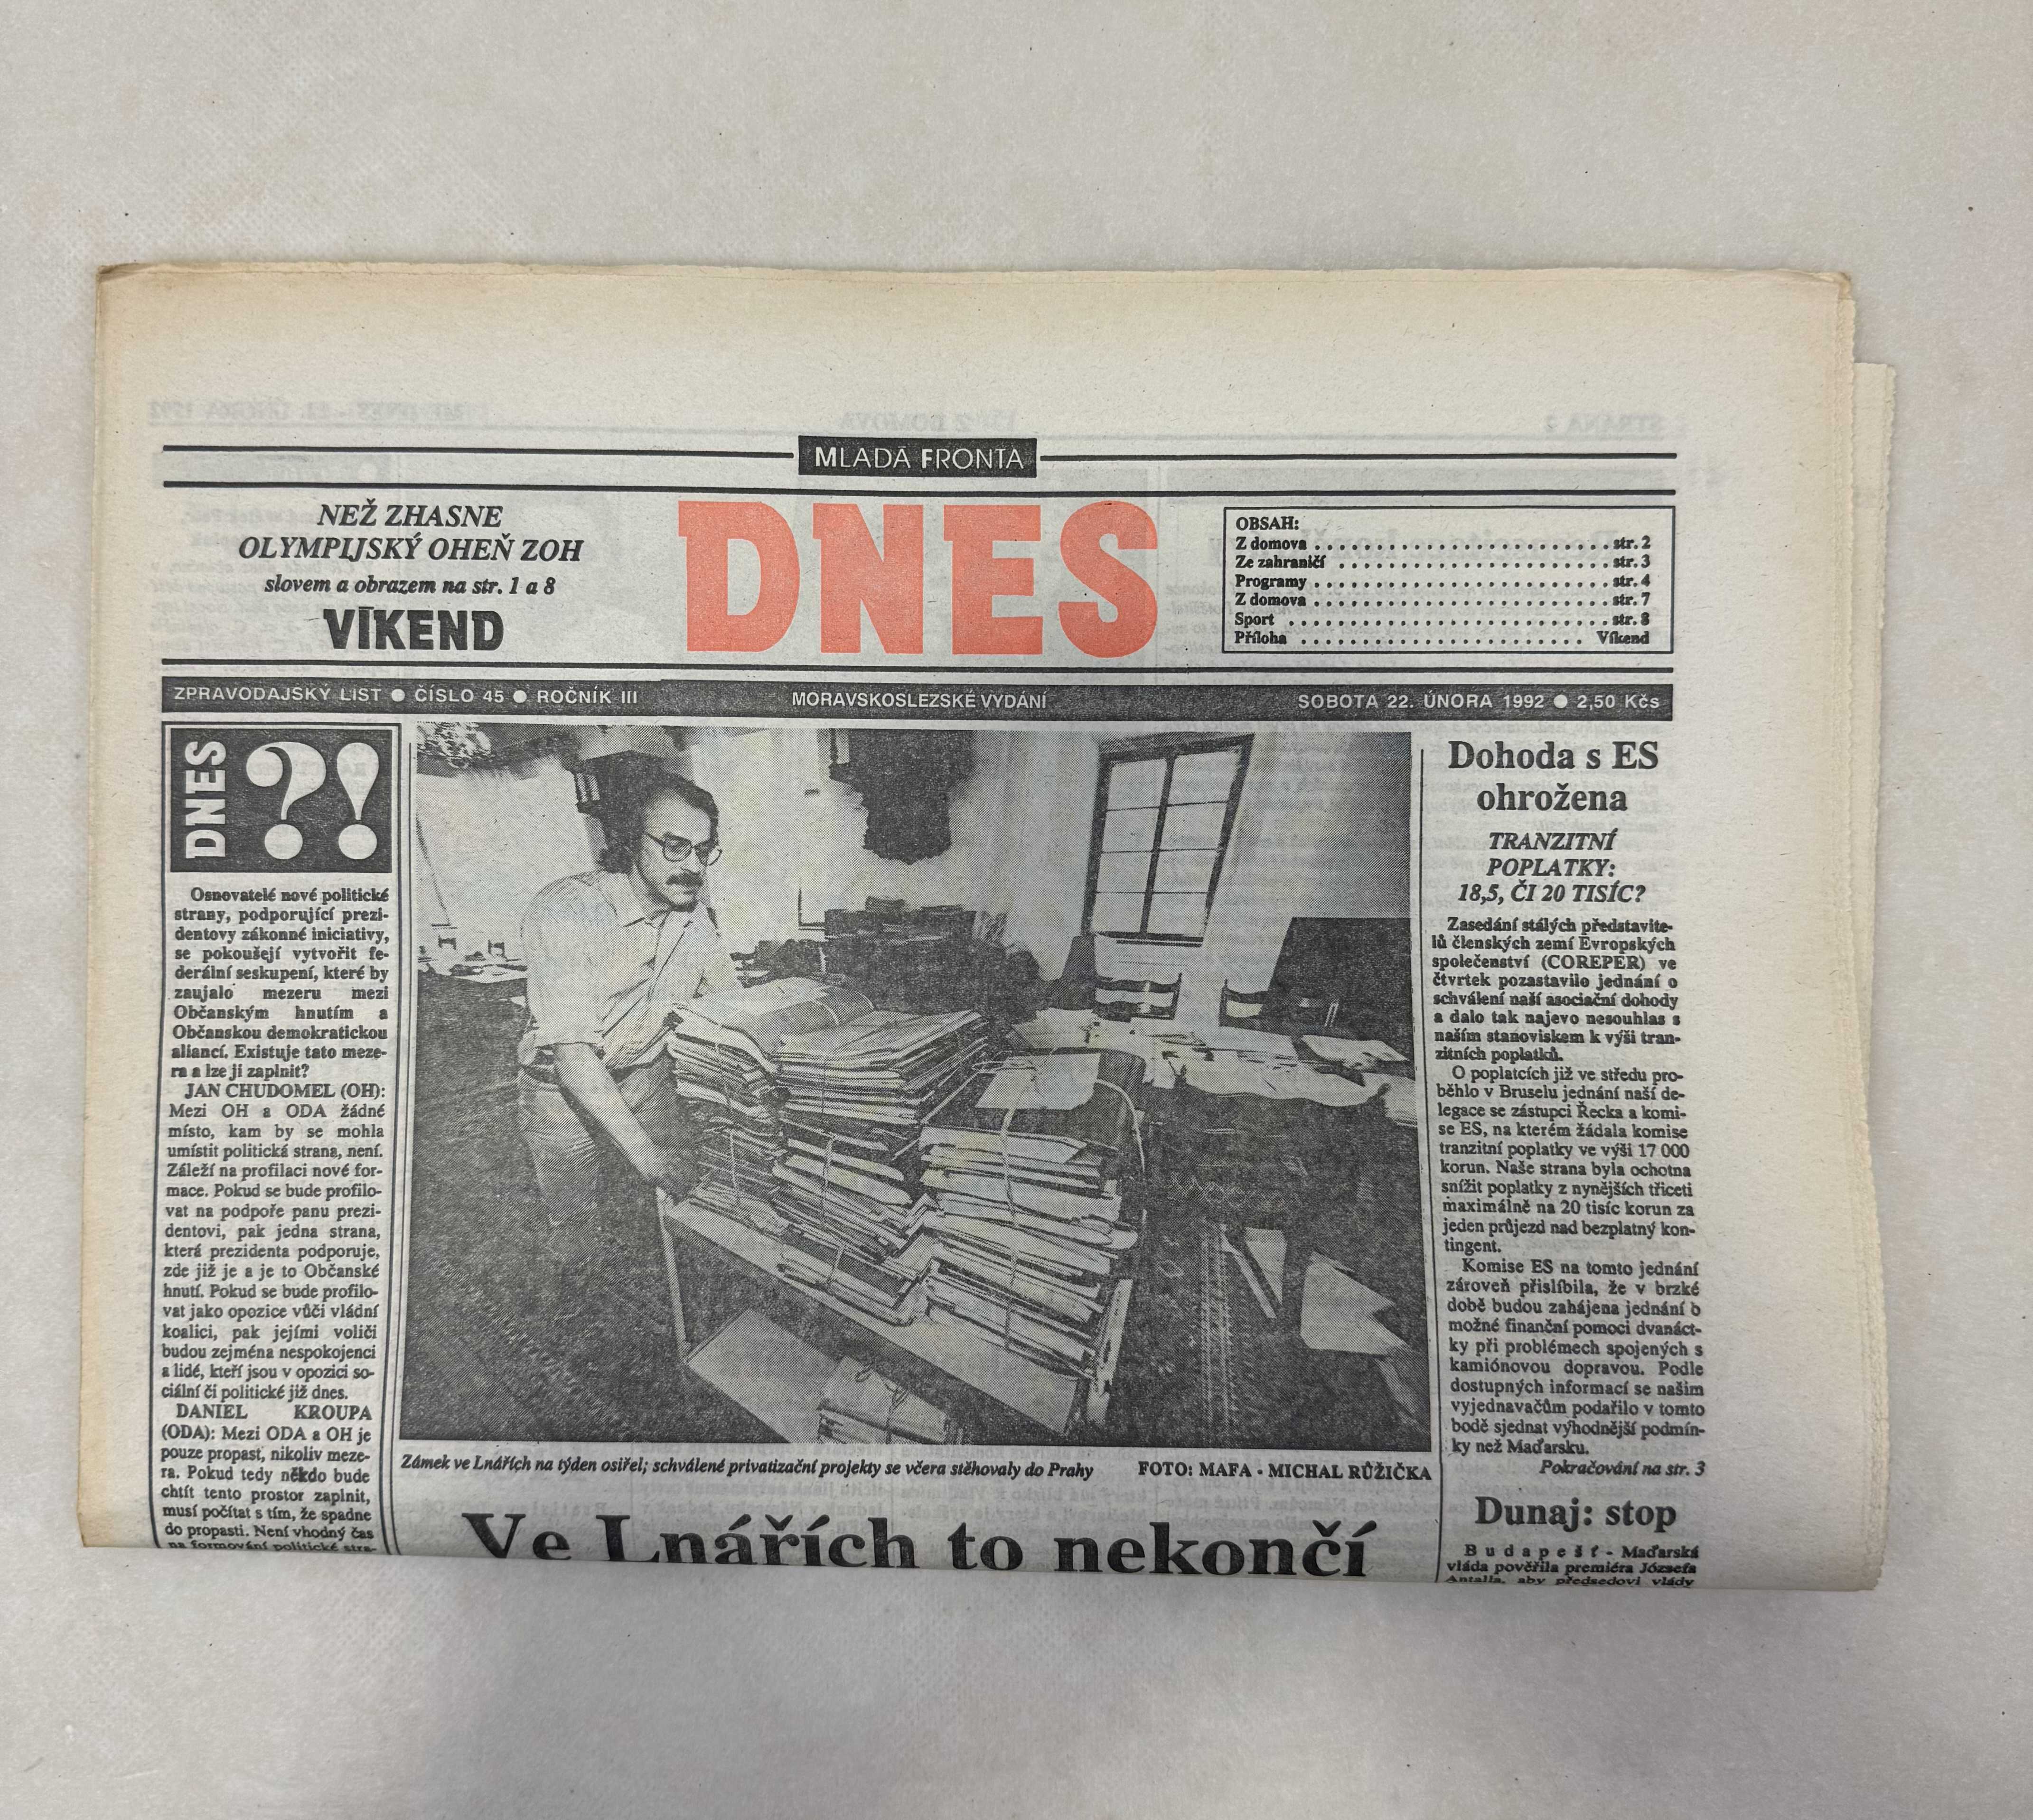 MLADÁ FRONTA
DNES
NEŽ ZHASNE
OLYMPIJSKÝ OHEŇ ZOH
slovem a obrazem na str. 1 a 8
VÍKEND
OBSAH:
Z domova . . . . . . . . . . . . . . . . . . . . . . . . . . . . str. 2
Ze zahraničí . . . . . . . . . . . . . . . . . . . . . . . . . . str. 3
Programy . . . . . . . . . . . . . . . . . . . . . . . . . . . . str. 4
Z domova . . . . . . . . . . . . . . . . . . . . . . . . . . . . str. 7
Sport . . . . . . . . . . . . . . . . . . . . . . . . . . . . . . . str. 8
Příloha . . . . . . . . . . . . . . . . . . . . . . . . . . . . Víkend
ZPRAVODAJSKÝ LIST ● ČÍSLO 45 ● ROČNÍK III
MORAVSKOSLEZSKÉ VYDÁNÍ
SOBOTA 22. ÚNORA 1992 ● 2,50 Kčs
DNES ?!
Osnovatelé nové politické
strany, podporující prezi-
dentovy zákonné iniciativy,
se pokoušejí vytvořit fe-
derální seskupení, které by
zaujalo mezeru mezi
Občanským hnutím a
Občanskou demokratickou
aliancí. Existuje tato meze-
ra a lze ji zaplnit?
JAN CHUDOMEL (OH):
Mezi OH a ODA žádné
místo, kam by se mohla
umístit politická strana, není.
Záleží na profilaci nové for-
mace. Pokud se bude profilo-
vat na podpoře panu prezi-
dentovi, pak jedna strana,
která prezidenta podporuje,
zde již je a je to Občanské
hnutí. Pokud se bude profilo-
vat jako opozice vůči vládní
koalici, pak jejími voliči
budou zejména nespokojenci
a lidé, kteří jsou v opozici so-
ciální či politické již dnes.
DANIEL KROUPA
(ODA): Mezi ODA a OH je
pouze propast, nikoliv meze-
ra. Pokud tedy někdo bude
chtít tento prostor zaplnit,
musí počítat s tím, že spadne
do propasti. Není vhodný čas
na formování politické stra-
Zámek ve Lnářích na týden osiřel; schválené privatizační projekty se včera stěhovaly do Prahy
FOTO: MAFA - MICHAL RŮŽIČKA
Ve Lnářích to nekončí
Dohoda s ES
ohrožena
TRANZITNÍ
POPLATKY:
18,5, ČI 20 TISÍC?
Zasedání stálých představite-
lů členských zemí Evropských
společenství (COREPER) ve
čtvrtek pozastavilo jednání o
schválení naší asociační dohody
a dalo tak najevo nesouhlas s
naším stanoviskem k výši tran-
zitních poplatků.
O poplatcích již ve středu pro-
běhlo v Bruselu jednání naší de-
legace se zástupci Řecka a komi-
se ES, na kterém žádala komise
tranzitní poplatky ve výši 17 000
korun. Naše strana byla ochotna
snížit poplatky z nynějších třiceti
maximálně na 20 tisíc korun za
jeden průjezd nad bezplatný kon-
tingent.
Komise ES na tomto jednání
zároveň přislíbila, že v brzké
době budou zahájena jednání o
možné finanční pomoci dvanáct-
ky při problémech spojených s
kamiónovou dopravou. Podle
dostupných informací se našim
vyjednavačům podařilo v tomto
bodě sjednat výhodnější podmín-
ky než Maďarsku.
Pokračování na str. 3
Dunaj: stop
Budapešť - Maďarská
vláda pověřila premiéra Józsefa
Antalla, aby předsedovi vlády